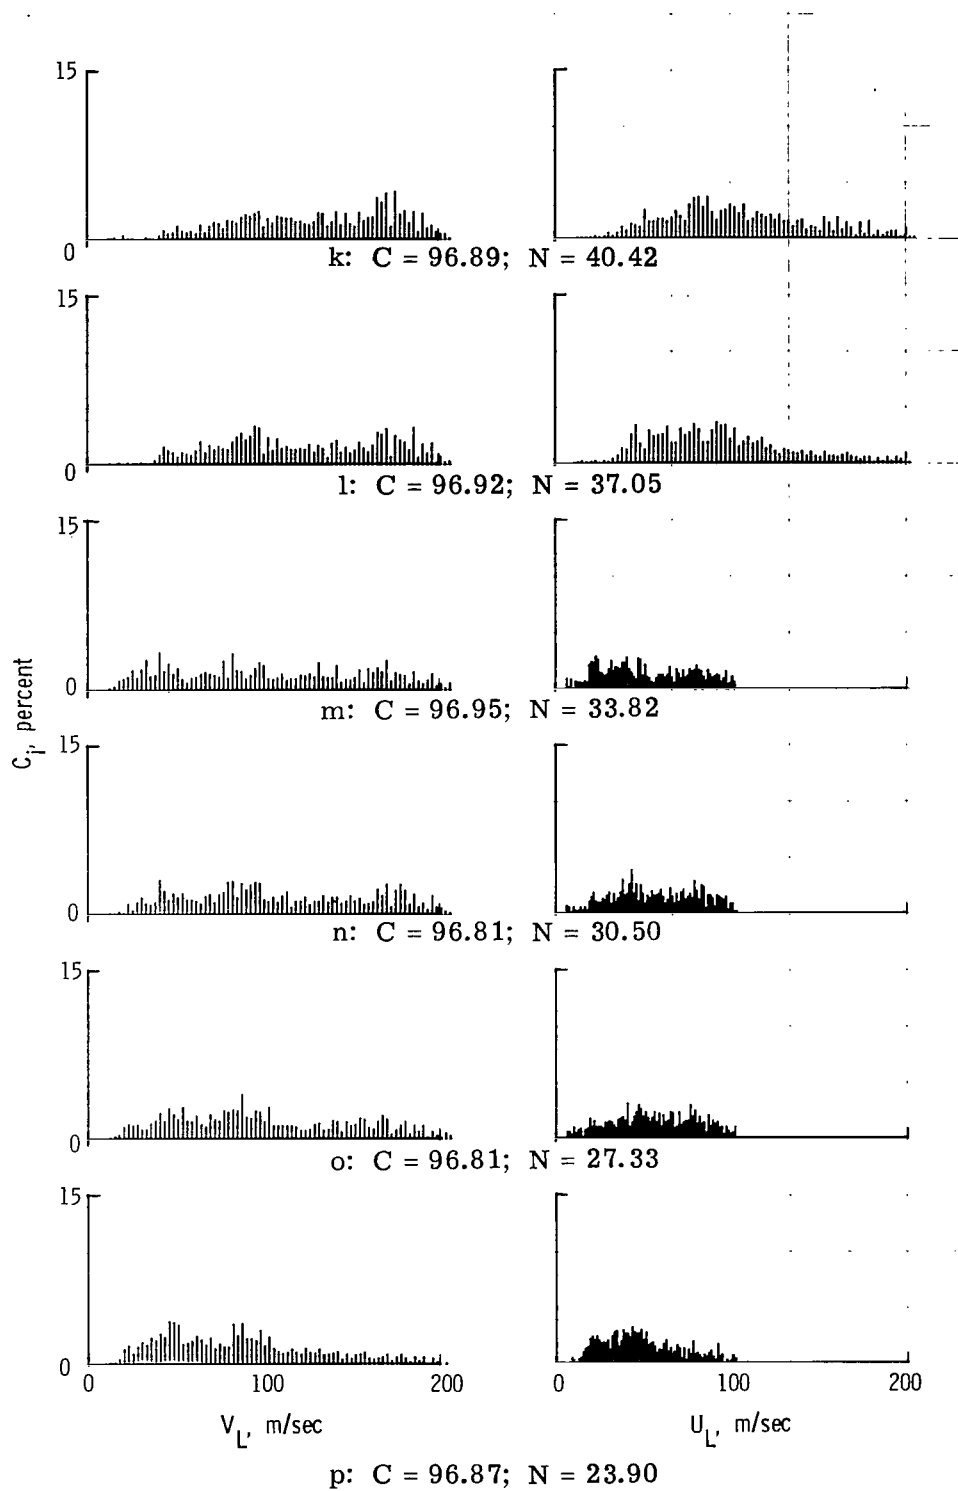 15
0
k: C = 96.89; N = 40.42
15
0
l: C = 96.92; N = 37.05
15
0
m: C = 96.95; N = 33.82
C_i, percent
15
0
n: C = 96.81; N = 30.50
15
0
o: C = 96.81; N = 27.33
15
0
0 100 200 0 100 200
V_L, m/sec U_L, m/sec
p: C = 96.87; N = 23.90